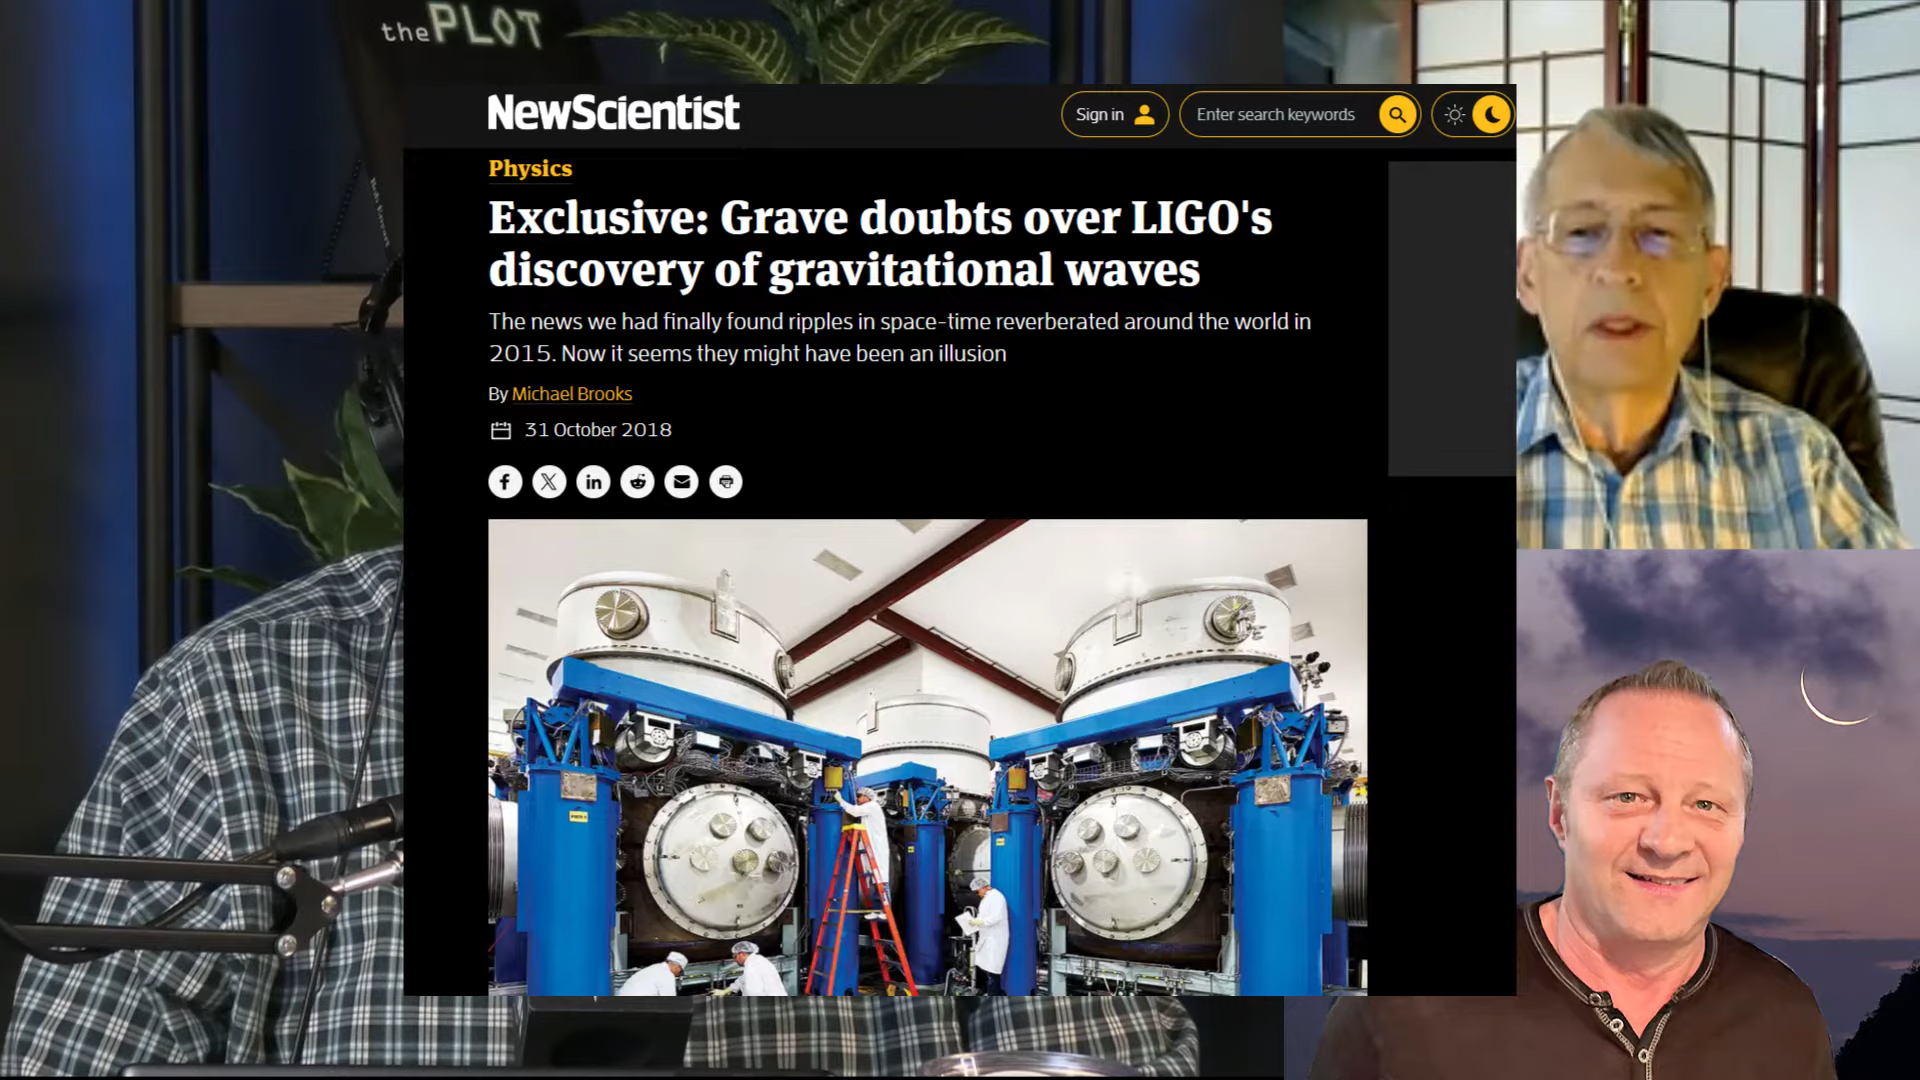 thePLOT
NewScientist
Sign in
Enter search keywords
Physics
Exclusive: Grave doubts over LIGO's
discovery of gravitational waves
The news we had finally found ripples in space-time reverberated around the world in
2015. Now it seems they might have been an illusion
By Michael Brooks
31 October 2018